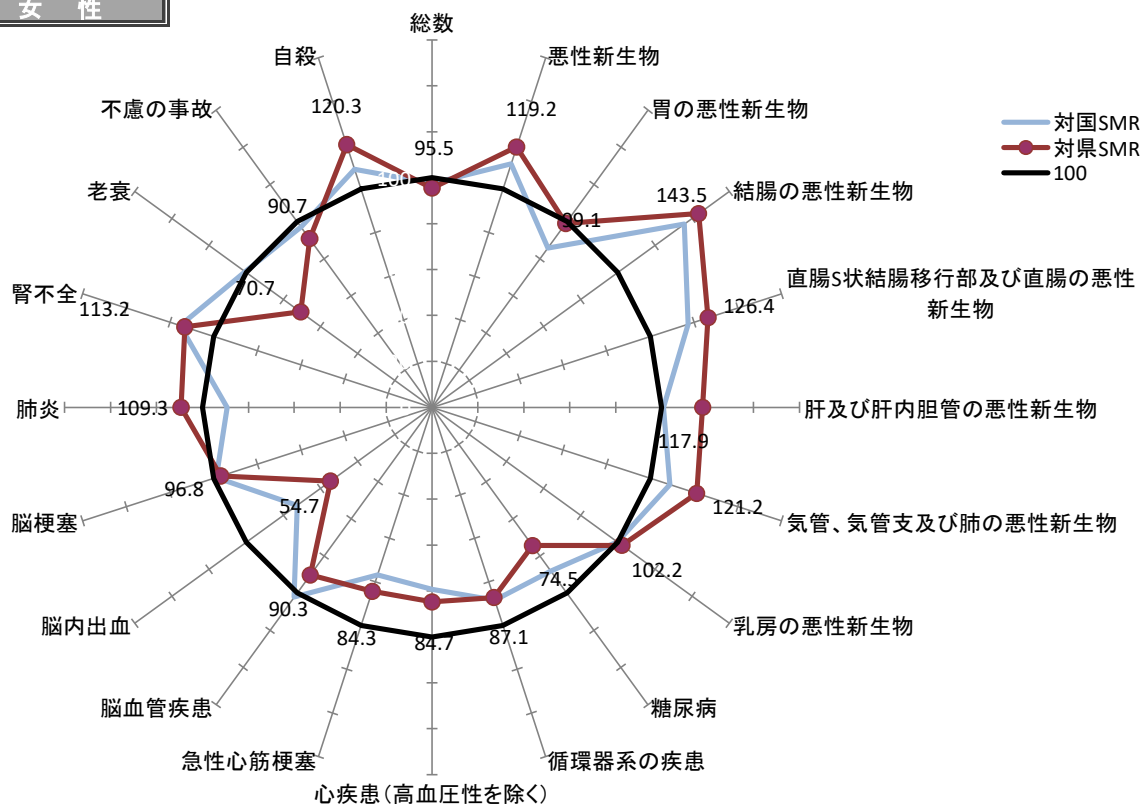 女 性
総数
悪性新生物
胃の悪性新生物
結腸の悪性新生物
直腸S状結腸移行部及び直腸の悪性
新生物
肝及び肝内胆管の悪性新生物
気管、気管支及び肺の悪性新生物
乳房の悪性新生物
糖尿病
循環器系の疾患
心疾患(高血圧性を除く)
急性心筋梗塞
脳血管疾患
脳内出血
脳梗塞
肺炎
腎不全
老衰
不慮の事故
自殺
95.5
119.2
99.1
143.5
126.4
117.9
121.2
102.2
74.5
87.1
84.7
84.3
90.3
54.7
96.8
109.3
113.2
70.7
90.7
120.3
100
対国SMR
対県SMR
100